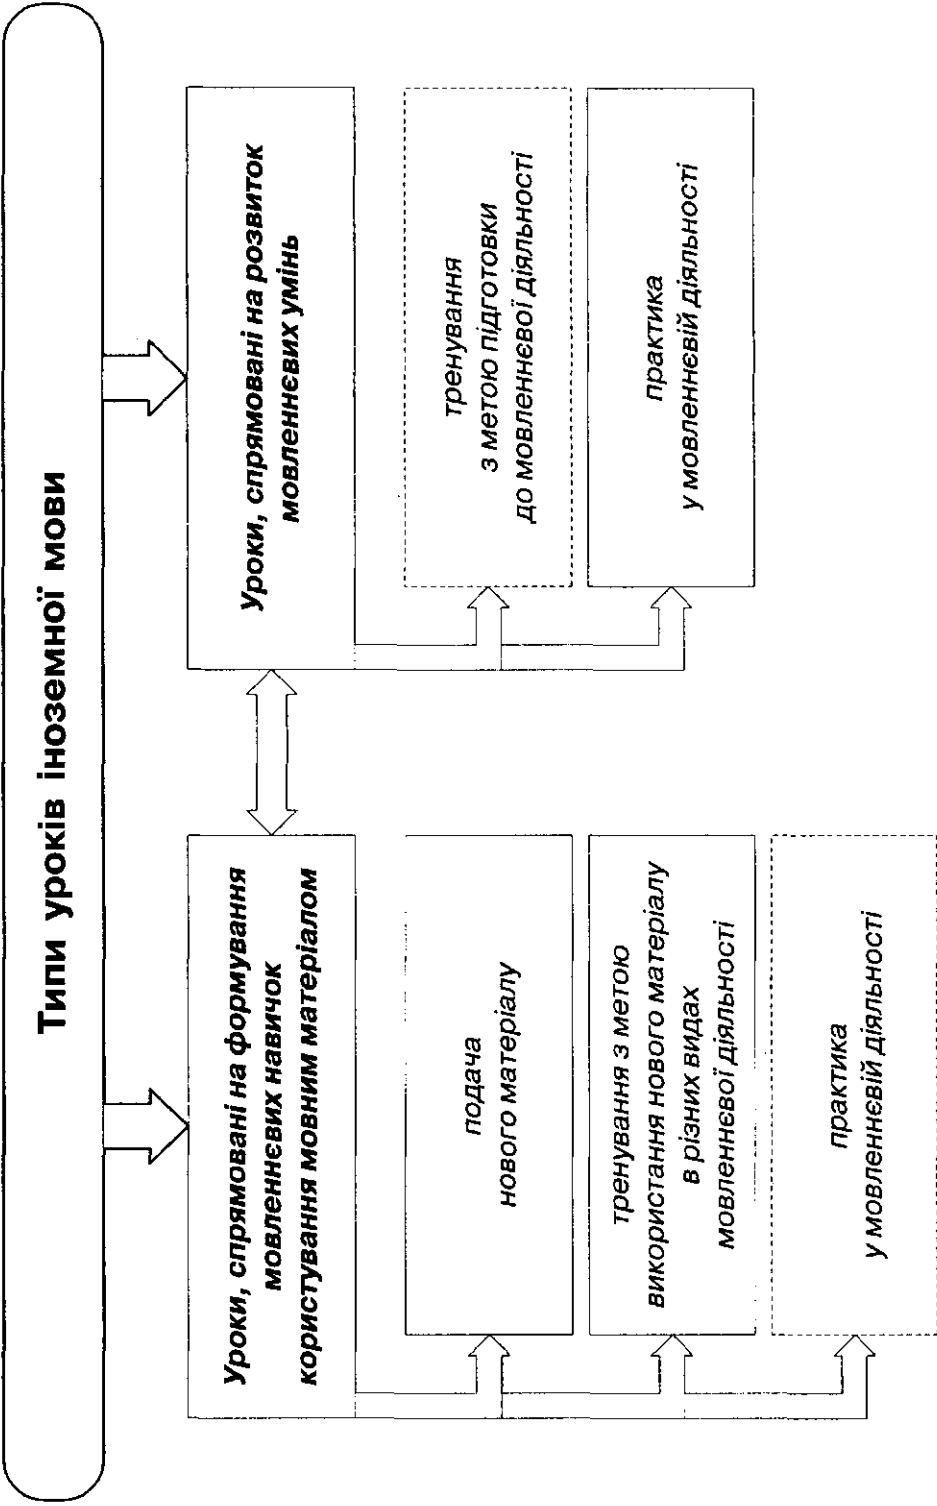 Типи уроків іноземної мови
Уроки, спрямовані на формування
мовленнєвих навичок
користування мовним матеріалом
подача
нового матеріалу
тренування з метою
використання нового матеріалу
в різних видах
мовленнєвої діяльності
практика
у мовленнєвій діяльності
Уроки, спрямовані на розвиток
мовленнєвих умінь
тренування
з метою підготовки
до мовленнєвої діяльності
практика
у мовленнєвій діяльності